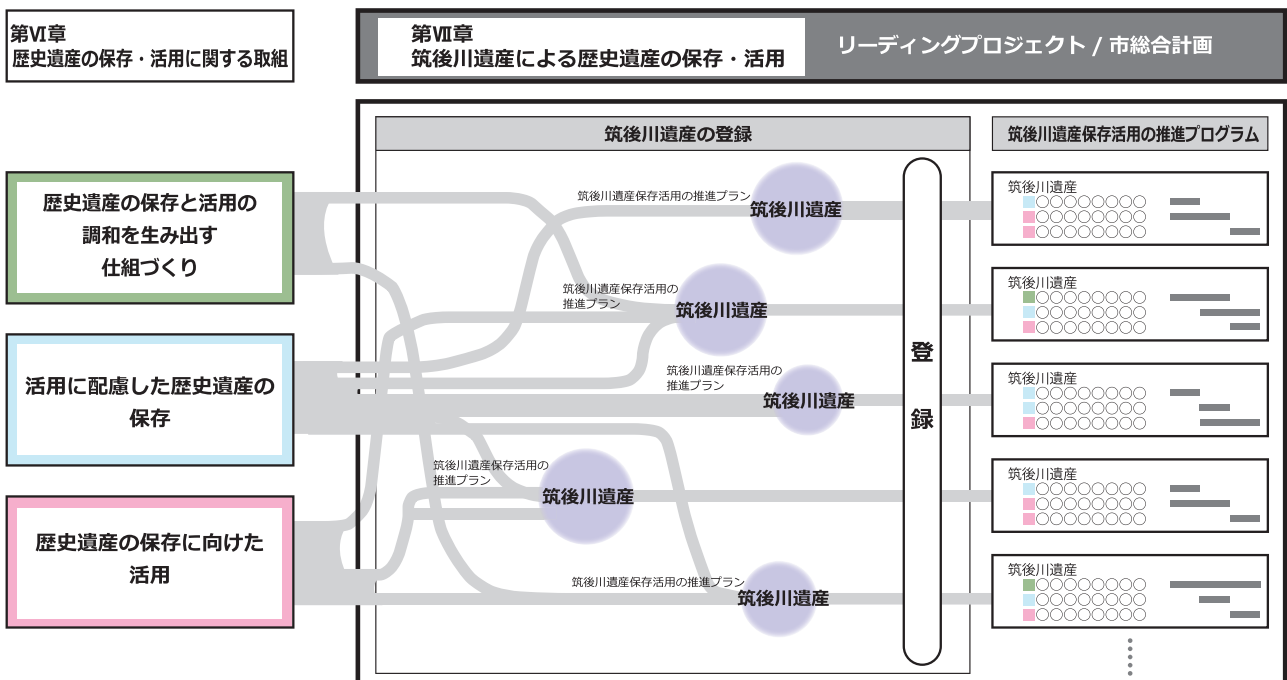 第Ⅵ章
歴史遺産の保存・活用に関する取組
第Ⅶ章
筑後川遺産による歴史遺産の保存・活用
リーディングプロジェクト / 市総合計画
歴史遺産の保存と活用の
調和を生み出す
仕組づくり
活用に配慮した歴史遺産の
保存
歴史遺産の保存に向けた
活用
筑後川遺産の登録
筑後川遺産保存活用の推進プラン
筑後川遺産
筑後川遺産保存活用の
推進プラン
筑後川遺産
筑後川遺産保存活用の
推進プラン
筑後川遺産
筑後川遺産保存活用の
推進プラン
筑後川遺産
筑後川遺産保存活用の推進プラン
筑後川遺産
登
録
筑後川遺産保存活用の推進プログラム
筑後川遺産
○○○○○○○○
○○○○○○○○
○○○○○○○○
筑後川遺産
○○○○○○○○
○○○○○○○○
○○○○○○○○
筑後川遺産
○○○○○○○○
○○○○○○○○
○○○○○○○○
筑後川遺産
○○○○○○○○
○○○○○○○○
○○○○○○○○
筑後川遺産
○○○○○○○○
○○○○○○○○
○○○○○○○○